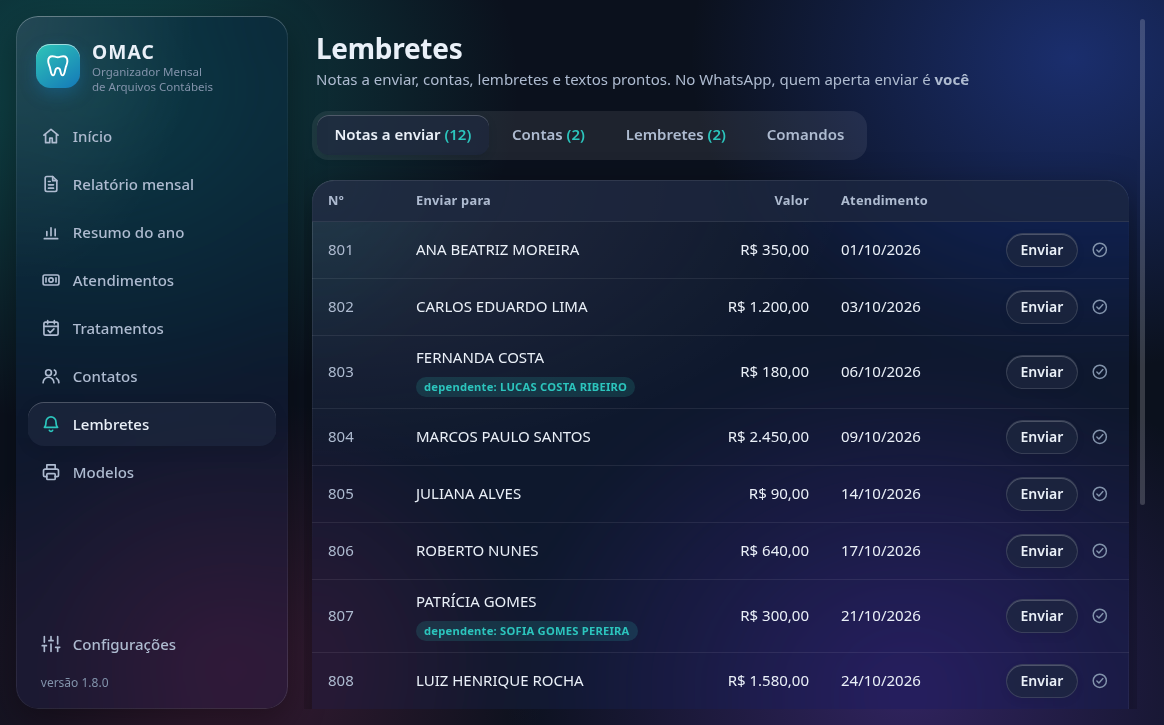 OMAC
Organizador Mensal
de Arquivos Contábeis
Início
Relatório mensal
Resumo do ano
Atendimentos
Tratamentos
Contatos
Lembretes
Modelos
Configurações
versão 1.8.0
Lembretes
Notas a enviar, contas, lembretes e textos prontos. No WhatsApp, quem aperta enviar é você
Notas a enviar (12) Contas (2) Lembretes (2) Comandos
Nº Enviar para Valor Atendimento
801 ANA BEATRIZ MOREIRA R$ 350,00 01/10/2026 Enviar
802 CARLOS EDUARDO LIMA R$ 1.200,00 03/10/2026 Enviar
803 FERNANDA COSTA R$ 180,00 06/10/2026 Enviar
dependente: LUCAS COSTA RIBEIRO
804 MARCOS PAULO SANTOS R$ 2.450,00 09/10/2026 Enviar
805 JULIANA ALVES R$ 90,00 14/10/2026 Enviar
806 ROBERTO NUNES R$ 640,00 17/10/2026 Enviar
807 PATRÍCIA GOMES R$ 300,00 21/10/2026 Enviar
dependente: SOFIA GOMES PEREIRA
808 LUIZ HENRIQUE ROCHA R$ 1.580,00 24/10/2026 Enviar